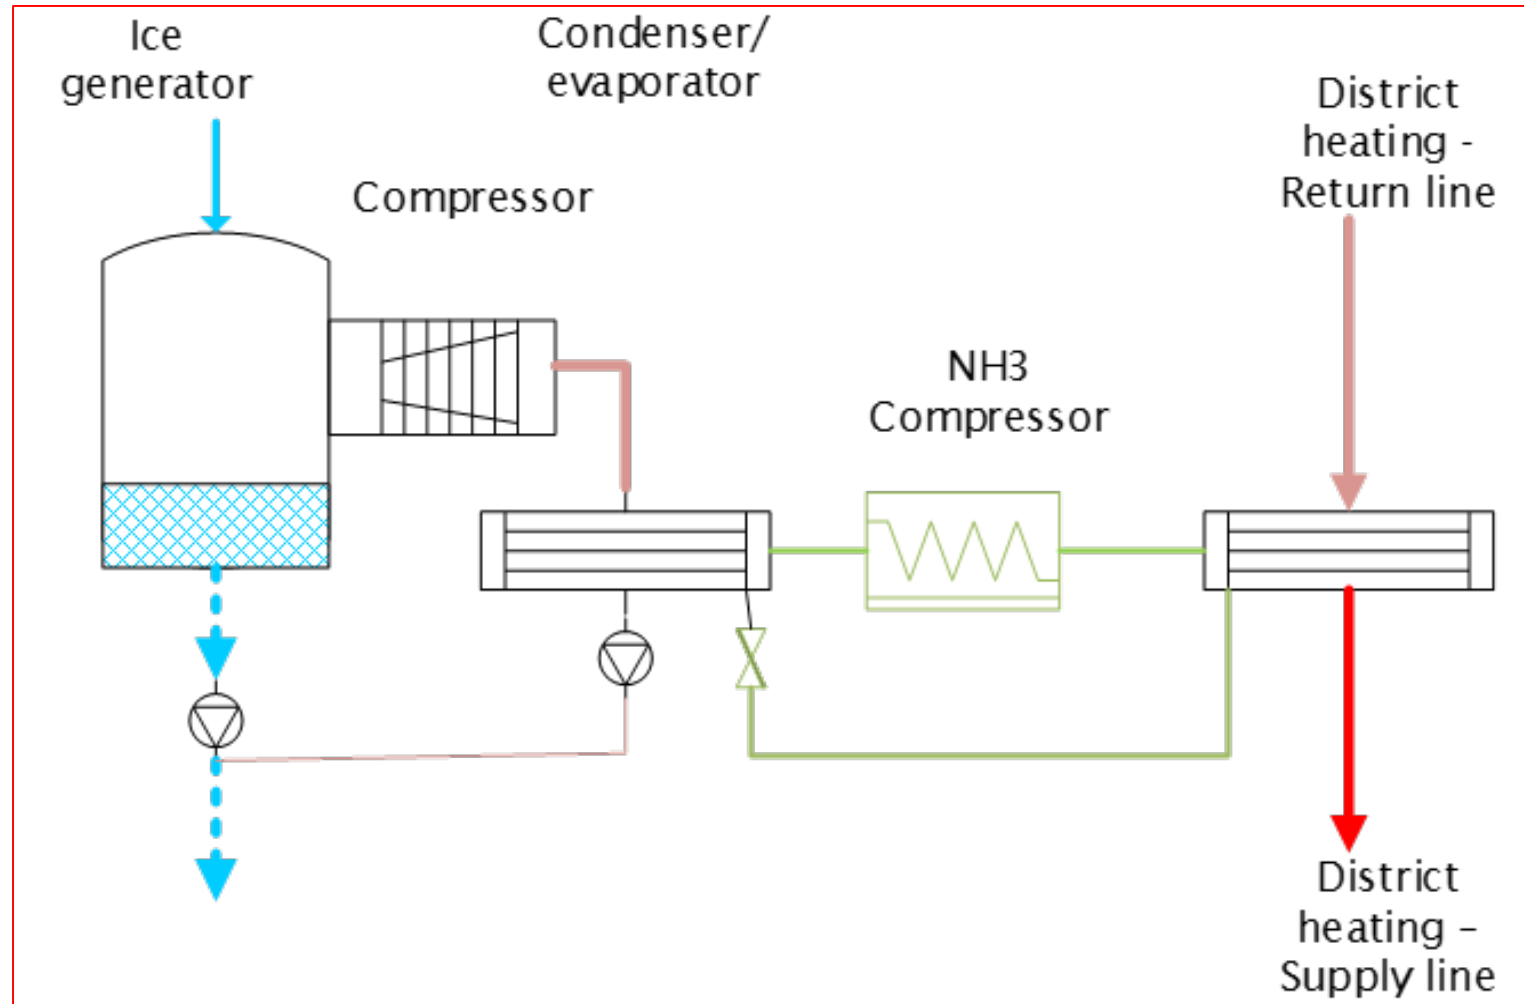 Ice
generator
Condenser/
evaporator
Compressor
District
heating -
Return line
NH3
Compressor
District
heating –
Supply line